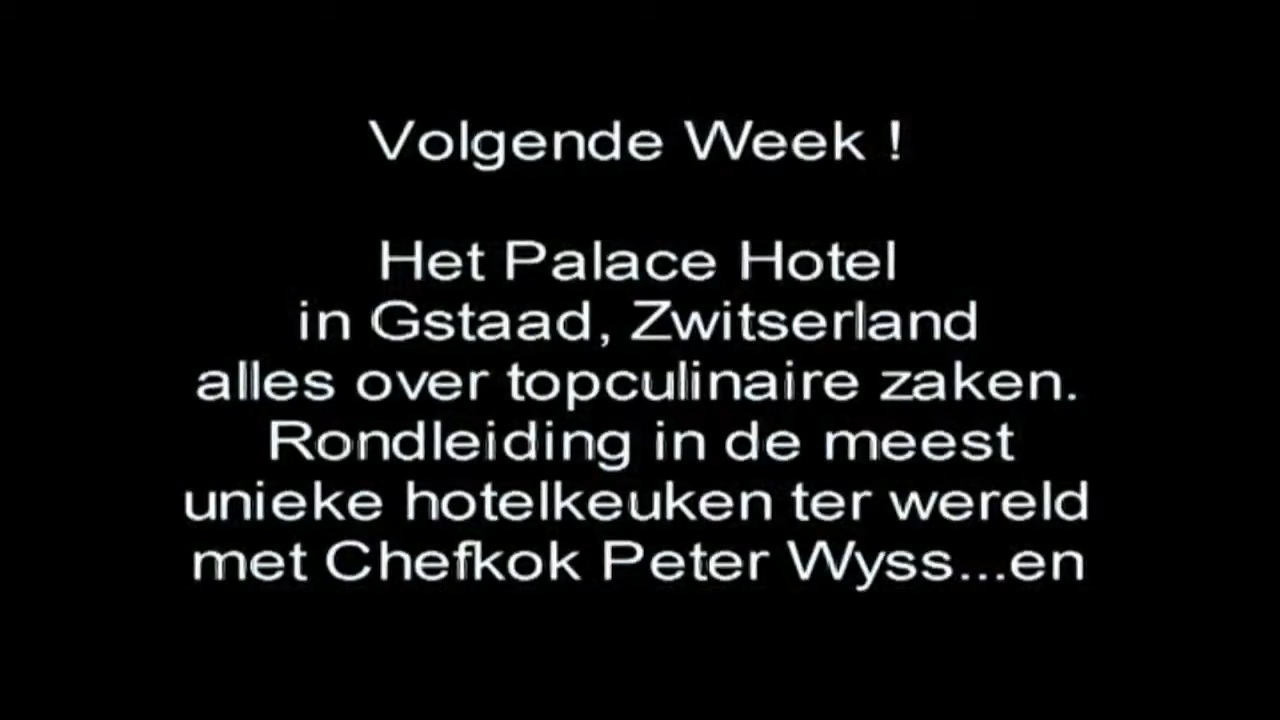 Volgende Week !
Het Palace Hotel
in Gstaad, Zwitserland
alles over topculinaire zaken.
Rondleiding in de meest
unieke hotelkeuken ter wereld
met Chefkok Peter Wyss...en